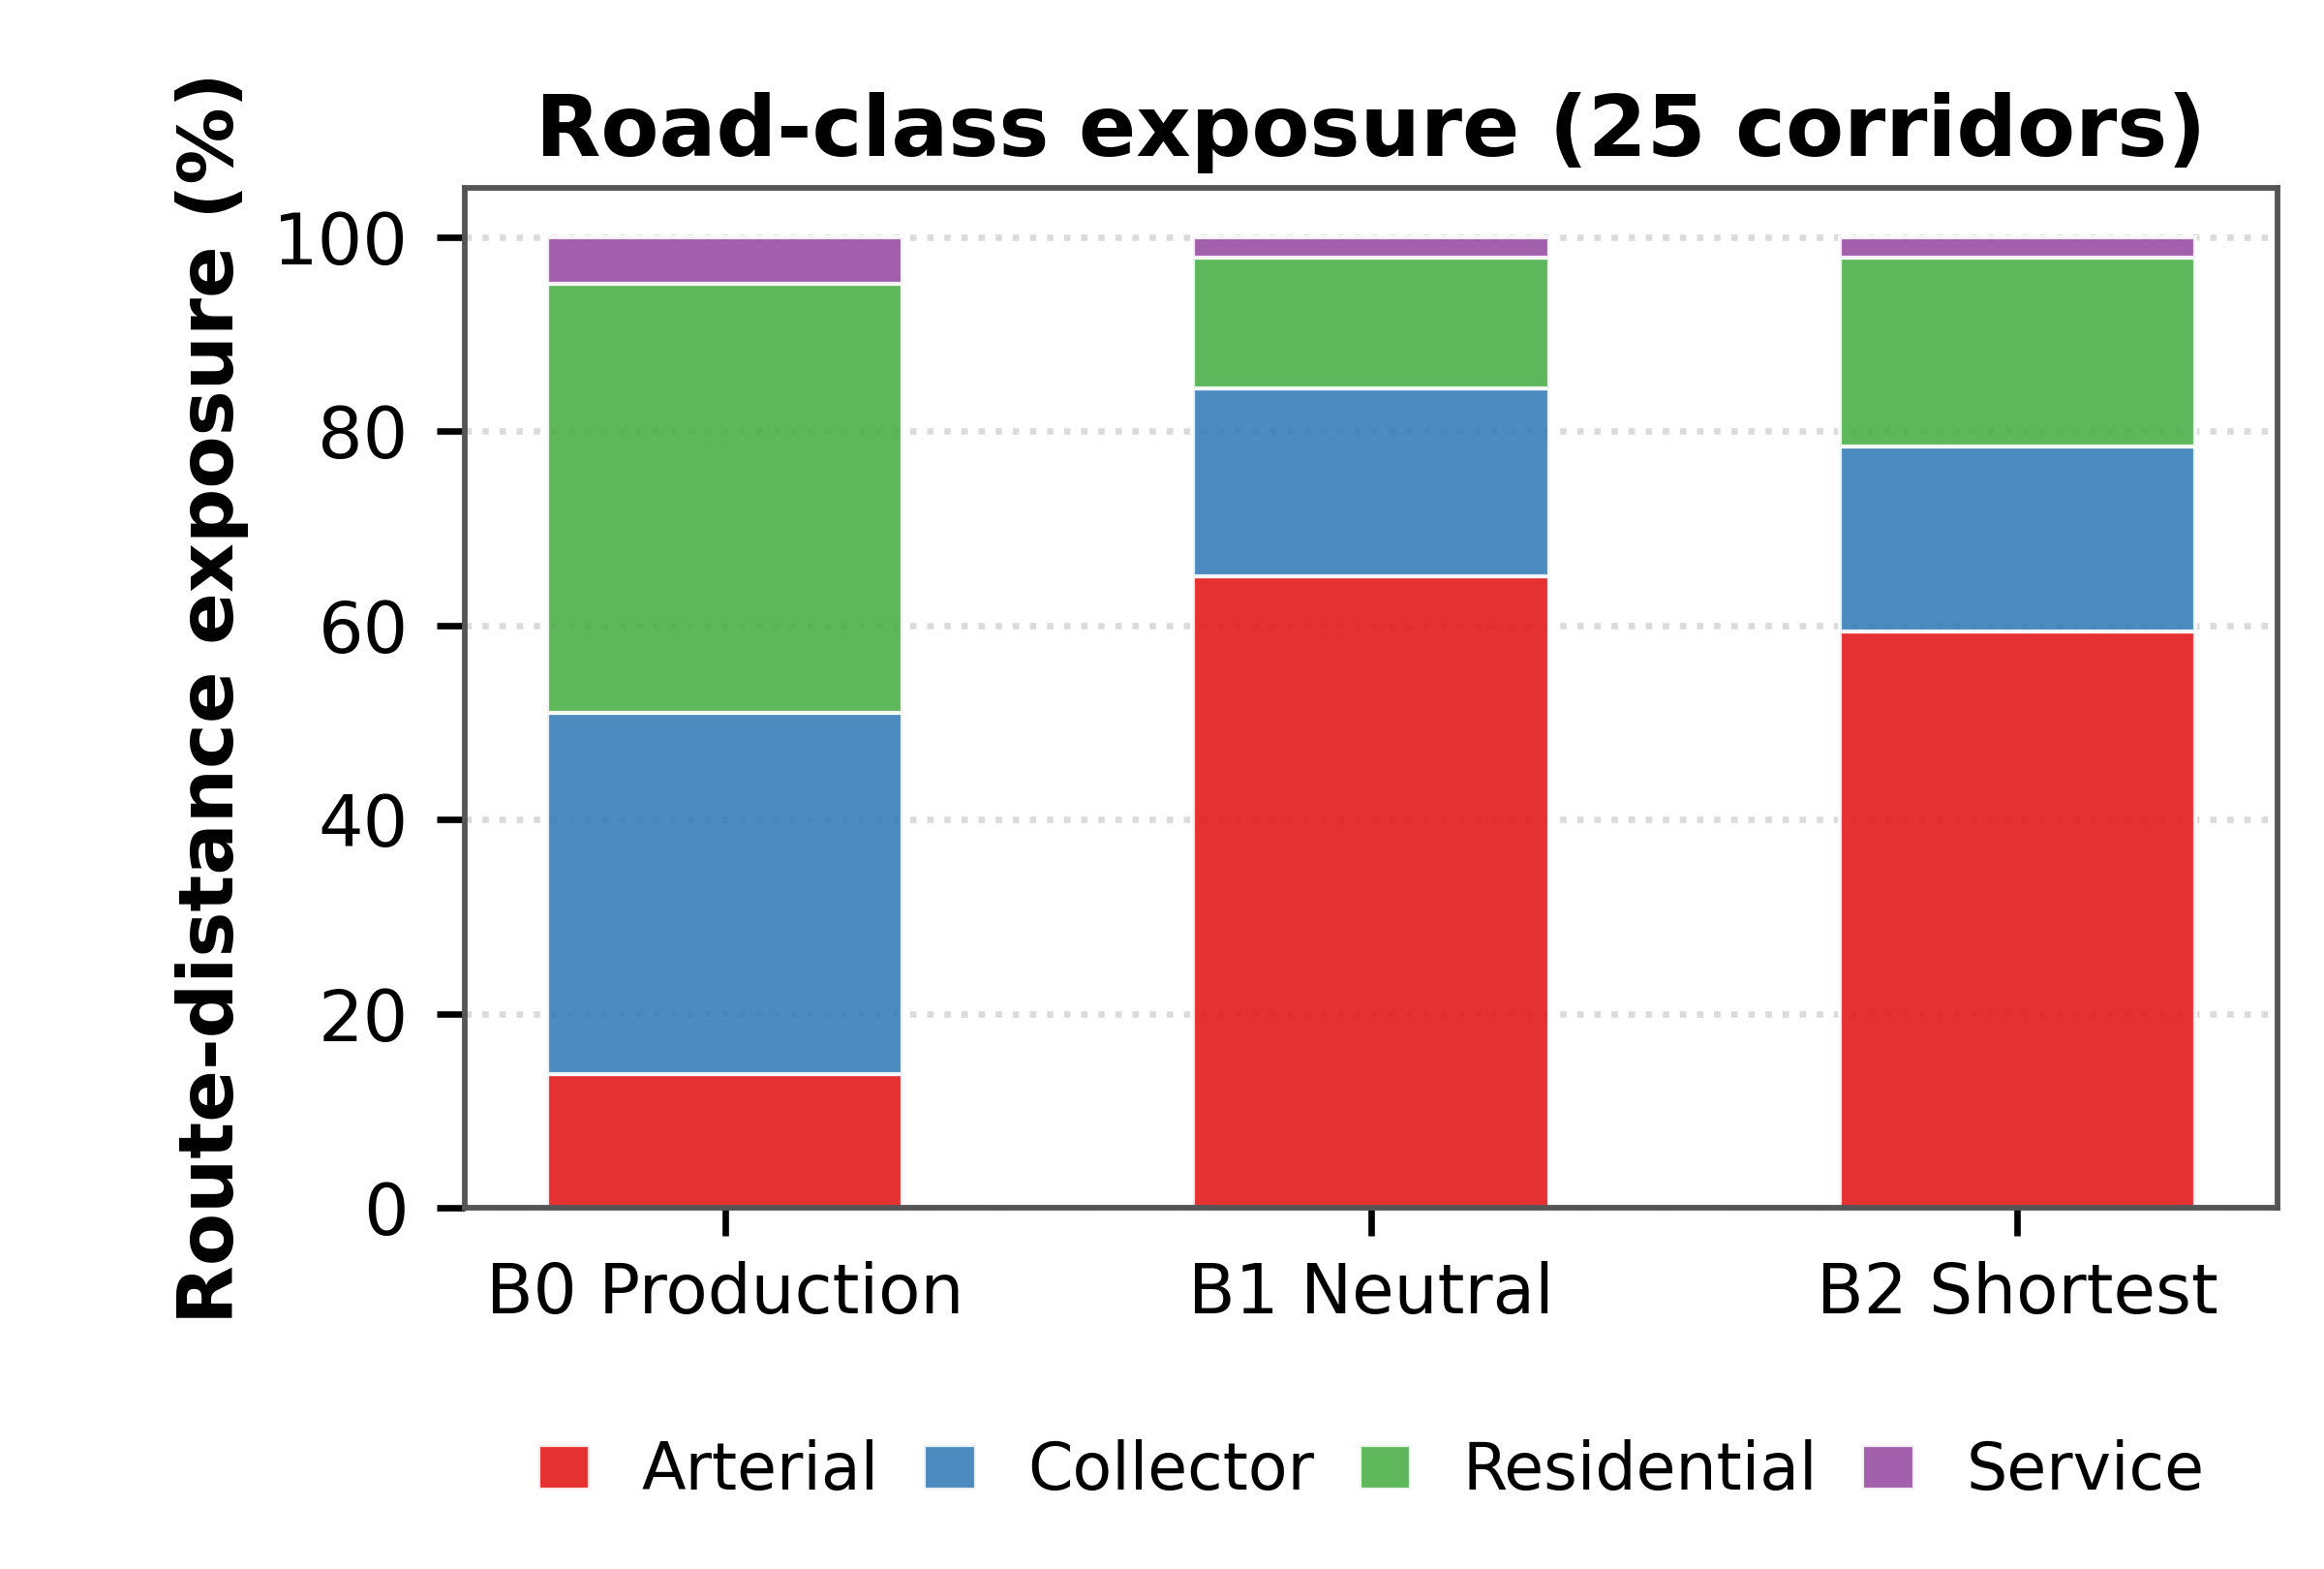 Road-class exposure (25 corridors)
Route-distance exposure (%)
100
80
60
40
20
0
B0 Production B1 Neutral B2 Shortest
Arterial Collector Residential Service